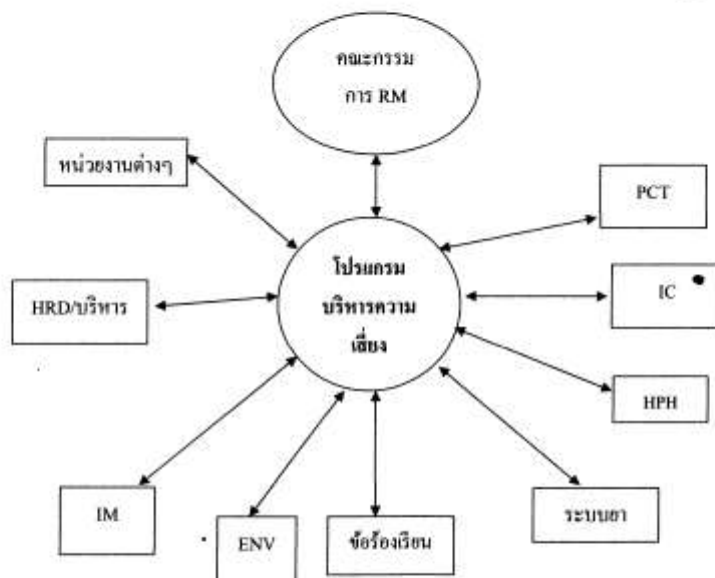 คณะกรรม
การ RM
หน่วยงานต่างๆ
PCT
โปรแกรม
บริหารความ
เสี่ยง
HRD/บริหาร
IC
HPH
IM
ENV
ข้อร้องเรียน
ระบบยา